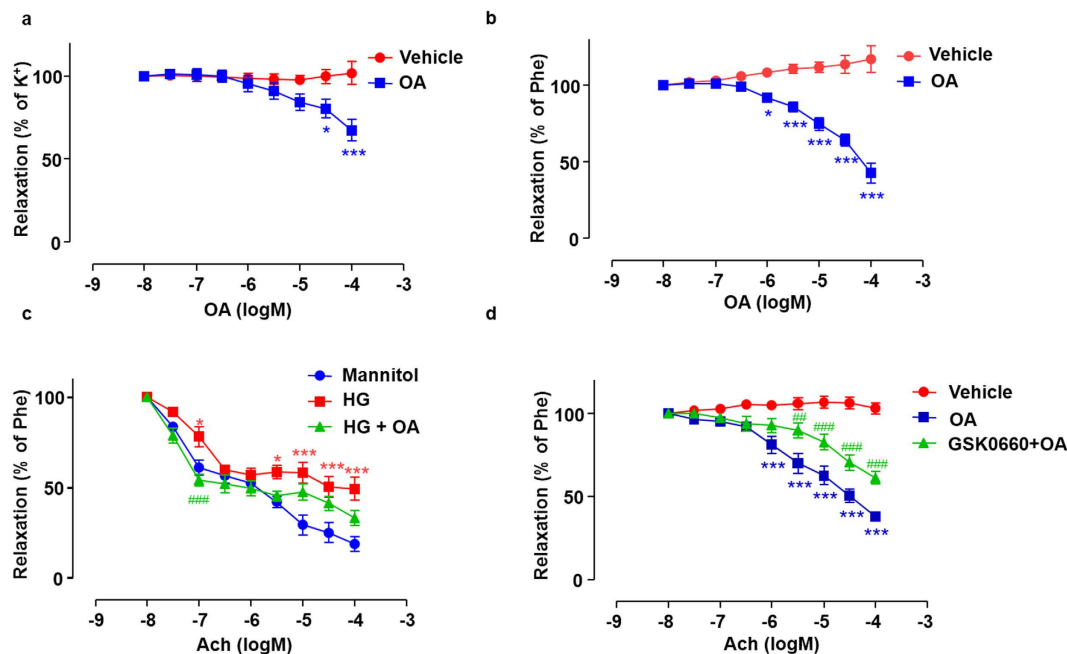 a
Relaxation (% of K⁺)
100
50
0
Vehicle
OA
*
***
-9 -8 -7 -6 -5 -4 -3
OA (logM)
b
Relaxation (% of Phe)
100
50
0
Vehicle
OA
*
***
***
***
***
-9 -8 -7 -6 -5 -4 -3
OA (logM)
c
Relaxation (% of Phe)
100
50
0
Mannitol
HG
HG + OA
*
* *** *** ***
###
-9 -8 -7 -6 -5 -4 -3
Ach (logM)
d
Relaxation (% of Phe)
100
50
0
Vehicle
OA
GSK0660+OA
##
###
###
###
***
***
***
***
***
-9 -8 -7 -6 -5 -4 -3
Ach (logM)